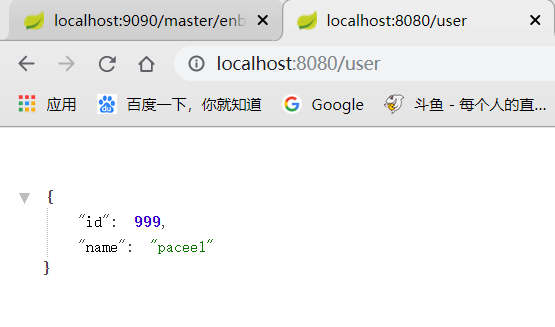 localhost:9090/master/enb
localhost:8080/user
localhost:8080/user
应用 百度一下，你就知道 Google 斗鱼 - 每个人的直...
{
"id": 999,
"name": "paceel"
}